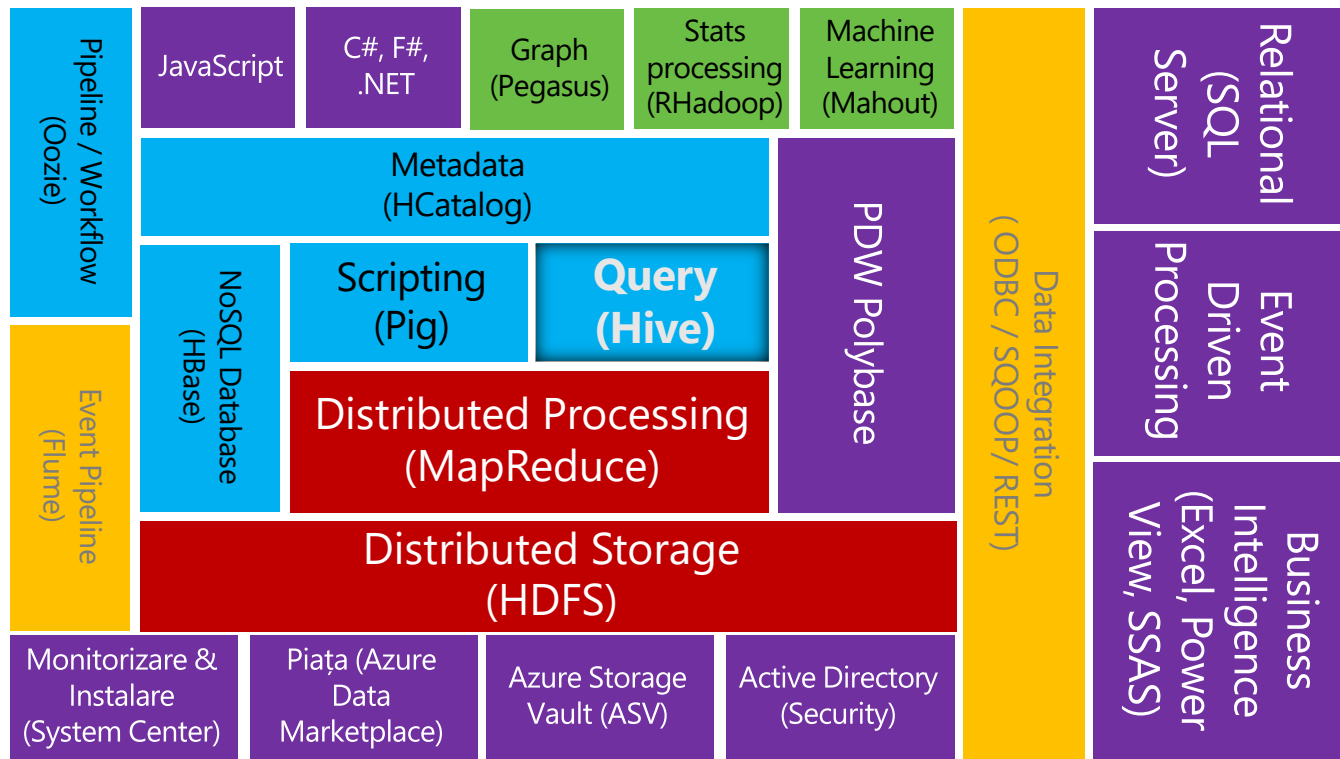 Pipeline / Workflow
(Oozie)
JavaScript
C#, F#,
.NET
Graph
(Pegasus)
Stats
processing
(RHadoop)
Machine
Learning
(Mahout)
Metadata
(HCatalog)
NoSQL Database
(HBase)
Scripting
(Pig)
Query
(Hive)
PDW Polybase
Distributed Processing
(MapReduce)
Event Pipeline
(Flume)
Distributed Storage
(HDFS)
Monitorizare &
Instalare
(System Center)
Piața (Azure
Data
Marketplace)
Azure Storage
Vault (ASV)
Active Directory
(Security)
Data Integration
( ODBC / SQOOP/ REST)
Relational
(SQL
Server)
Event
Driven
Processing
Business
Intelligence
(Excel, Power
View, SSAS)